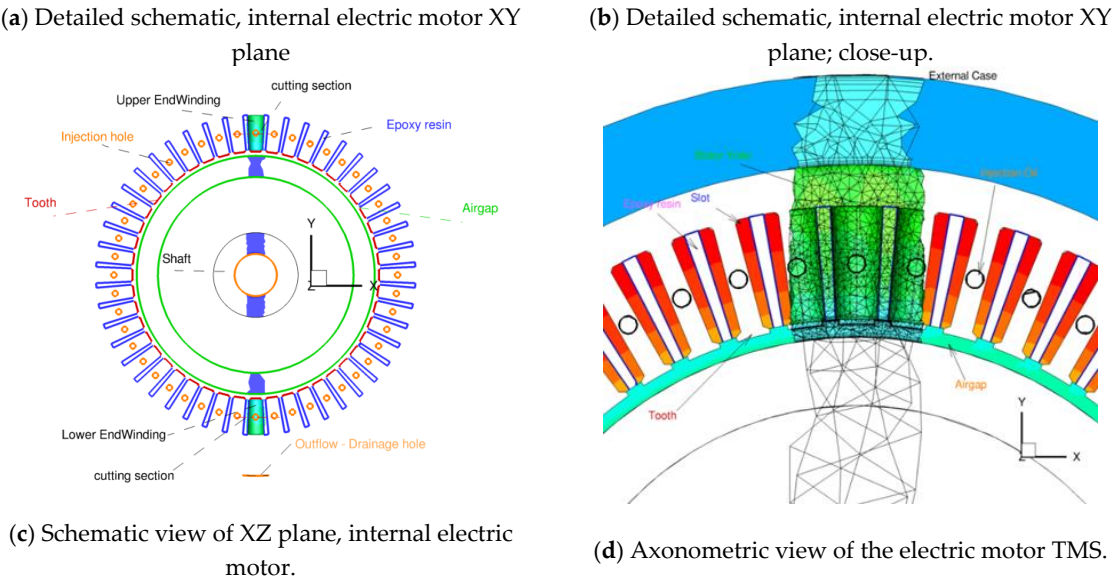 (a) Detailed schematic, internal electric motor XY
plane
(b) Detailed schematic, internal electric motor XY
plane; close-up.
Upper EndWinding
cutting section
Injection hole
Epoxy resin
Tooth
Airgap
Shaft
Y
X
Z
Lower EndWinding
Outflow - Drainage hole
cutting section
External Case
Injection Oil
Epoxy resin
Slot
Tooth
Airgap
Y
X
Z
(c) Schematic view of XZ plane, internal electric
motor.
(d) Axonometric view of the electric motor TMS.